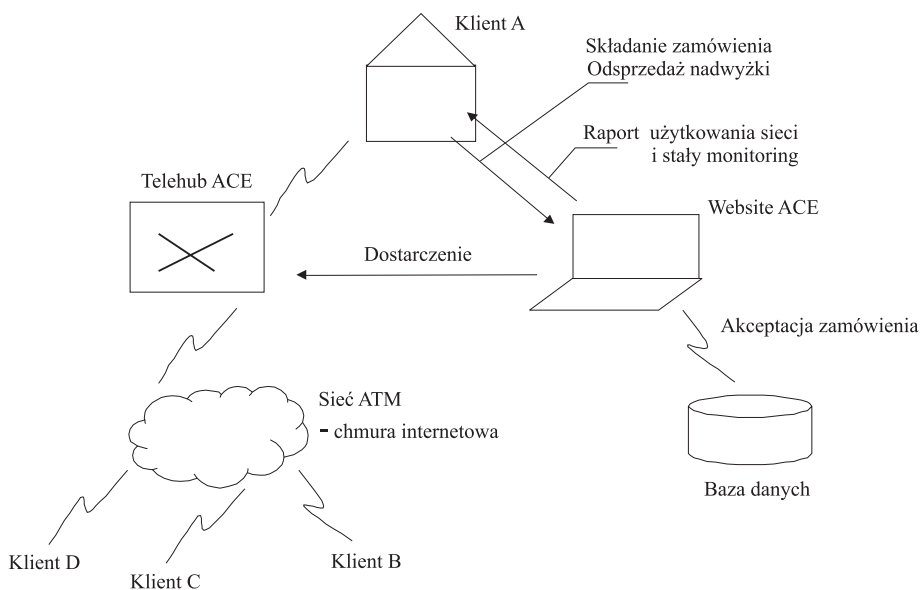 Klient A
Składanie zamówienia
Odsprzedaż nadwyżki
Raport użytkowania sieci
i stały monitoring
Telehub ACE
Website ACE
Dostarczenie
Akceptacja zamówienia
Sieć ATM
- chmura internetowa
Baza danych
Klient D
Klient C
Klient B